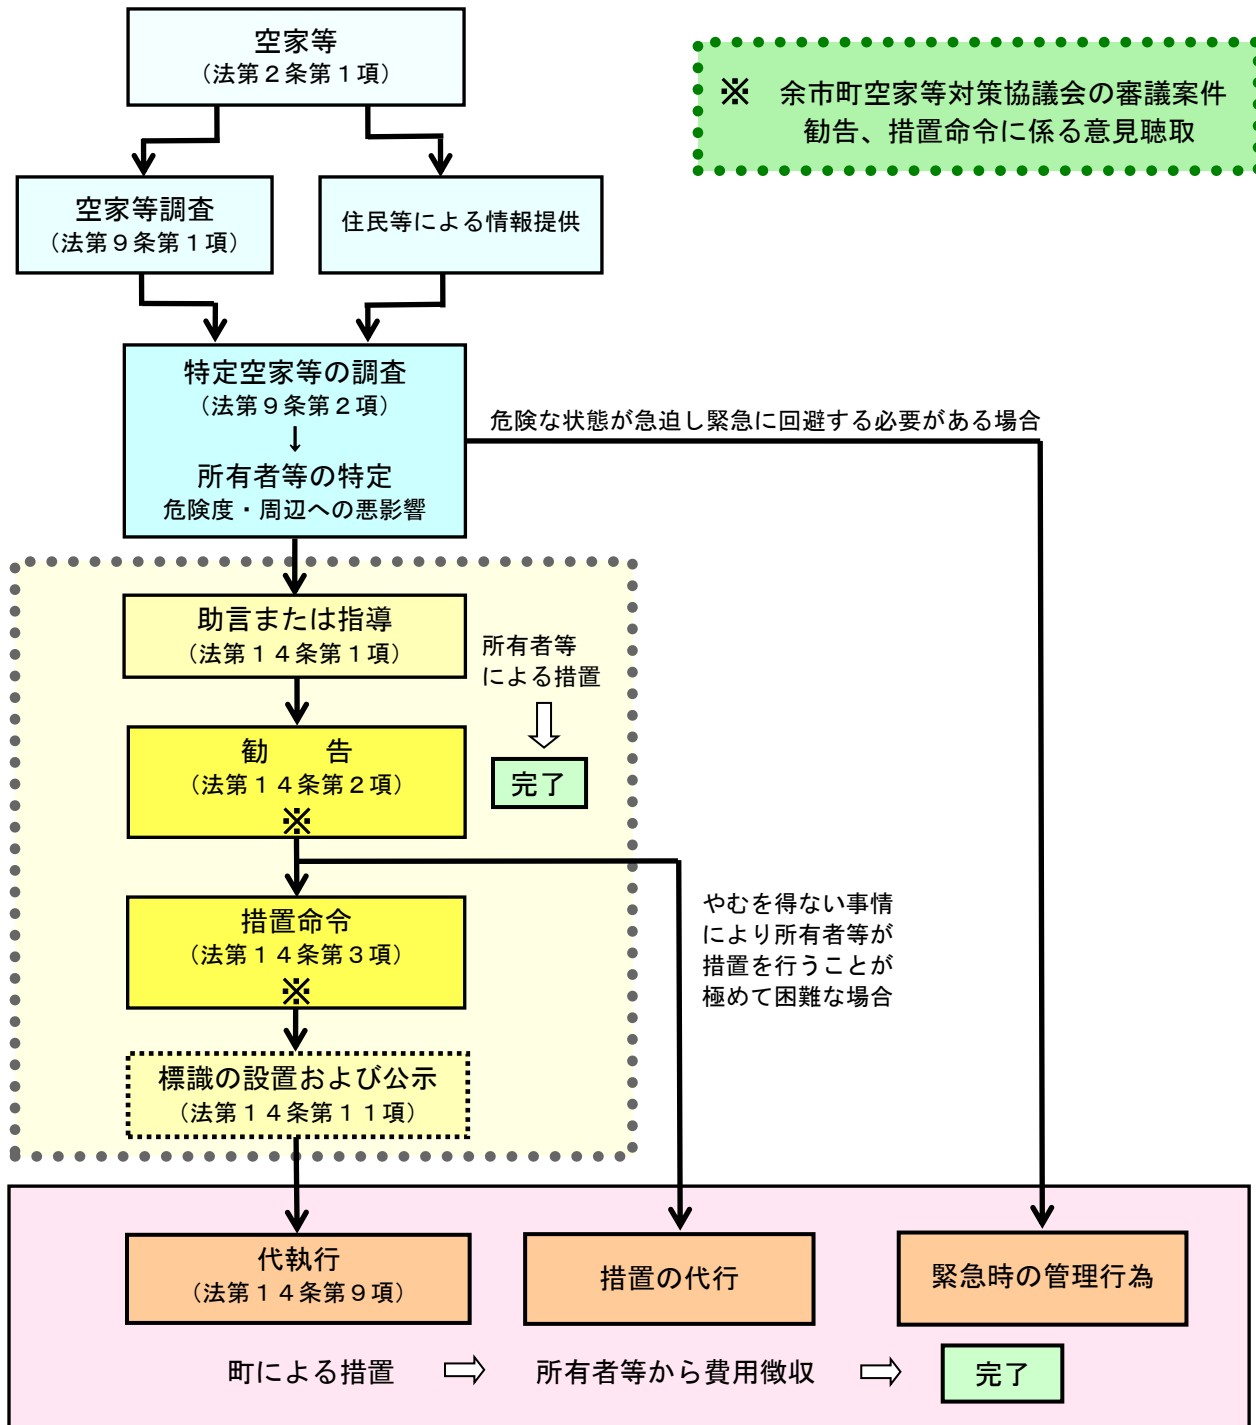 空家等
（法第２条第１項）
※　余市町空家等対策協議会の審議案件
勧告、措置命令に係る意見聴取
空家等調査
（法第９条第１項）
住民等による情報提供
特定空家等の調査
（法第９条第２項）
↓
所有者等の特定
危険度・周辺への悪影響
危険な状態が急迫し緊急に回避する必要がある場合
助言または指導
（法第１４条第１項）
所有者等
による措置
完了
勧　　告
（法第１４条第２項）
※
措置命令
（法第１４条第３項）
※
やむを得ない事情
により所有者等が
措置を行うことが
極めて困難な場合
標識の設置および公示
（法第１４条第１１項）
代執行
（法第１４条第９項）
措置の代行
緊急時の管理行為
町による措置
所有者等から費用徴収
完了